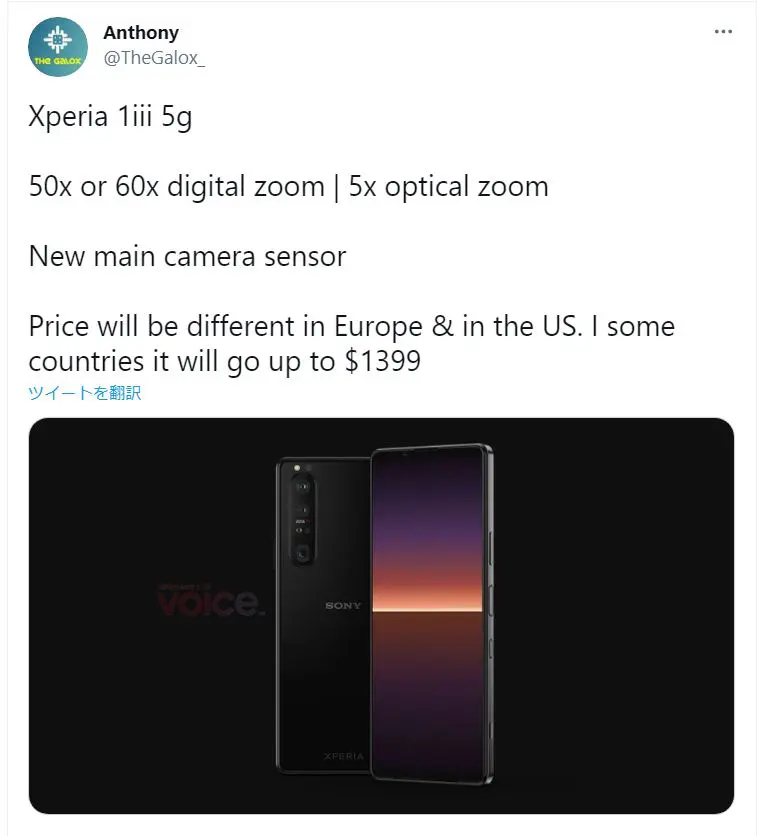 Anthony
@TheGalox_
THE GALOX
Xperia 1iii 5g
50x or 60x digital zoom | 5x optical zoom
New main camera sensor
Price will be different in Europe & in the US. I some
countries it will go up to $1399
ツイートを翻訳
voice
SONY
XPERIA